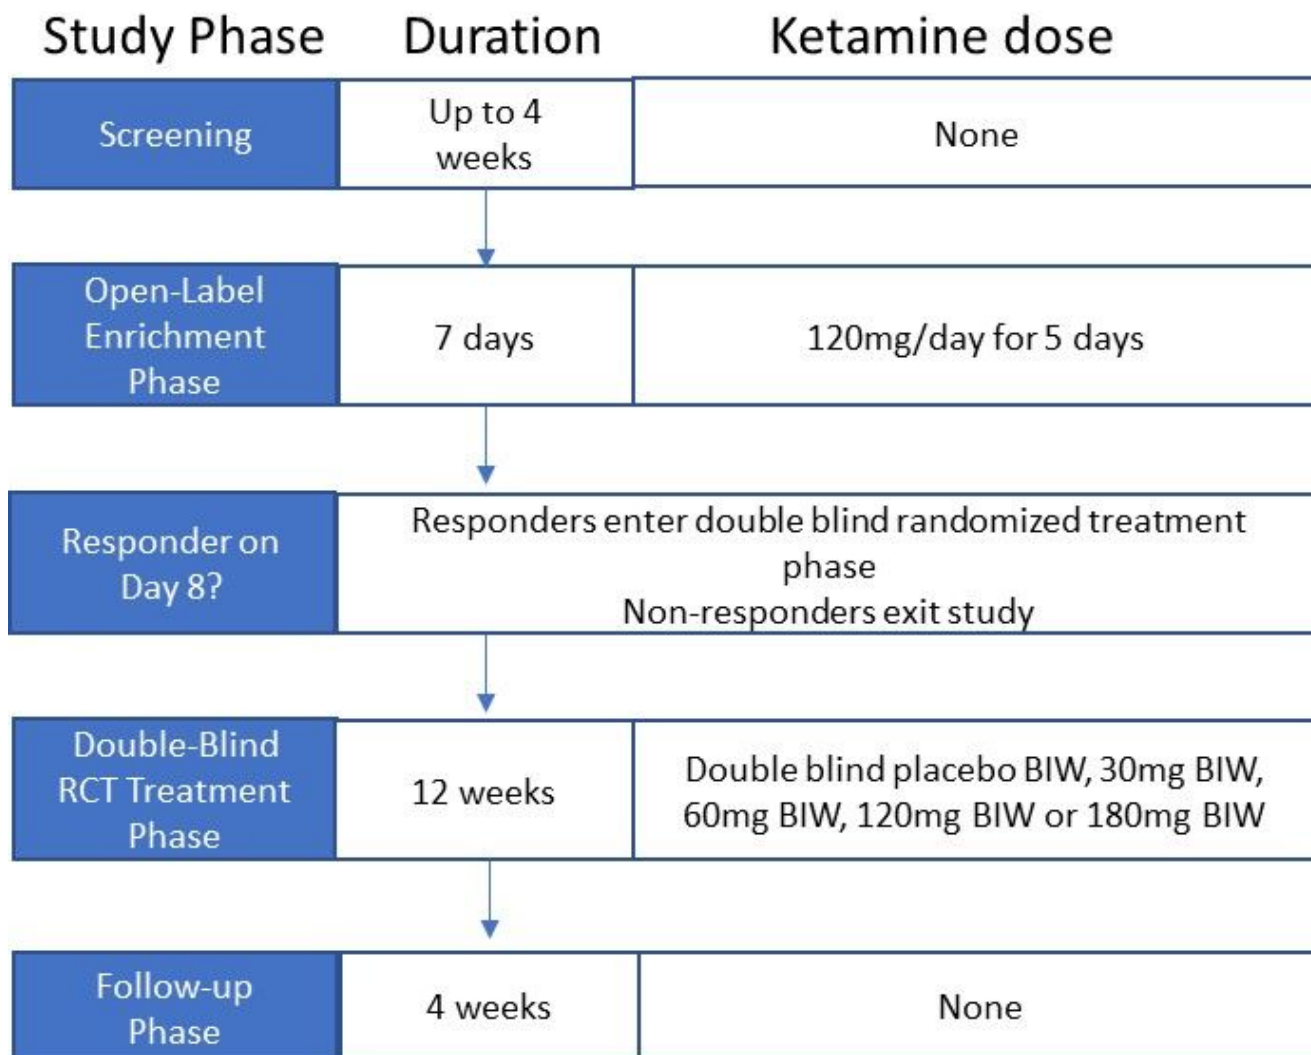 Study Phase Duration Ketamine dose
Screening
Up to 4
weeks
None
Open-Label
Enrichment
Phase
7 days
120mg/day for 5 days
Responder on
Day 8?
Responders enter double blind randomized treatment
phase
Non-responders exit study
Double-Blind
RCT Treatment
Phase
12 weeks
Double blind placebo BIW, 30mg BIW,
60mg BIW, 120mg BIW or 180mg BIW
Follow-up
Phase
4 weeks
None